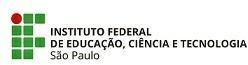 INSTITUTO FEDERAL
DE EDUCAÇÃO, CIÊNCIA E TECNOLOGIA
São Paulo